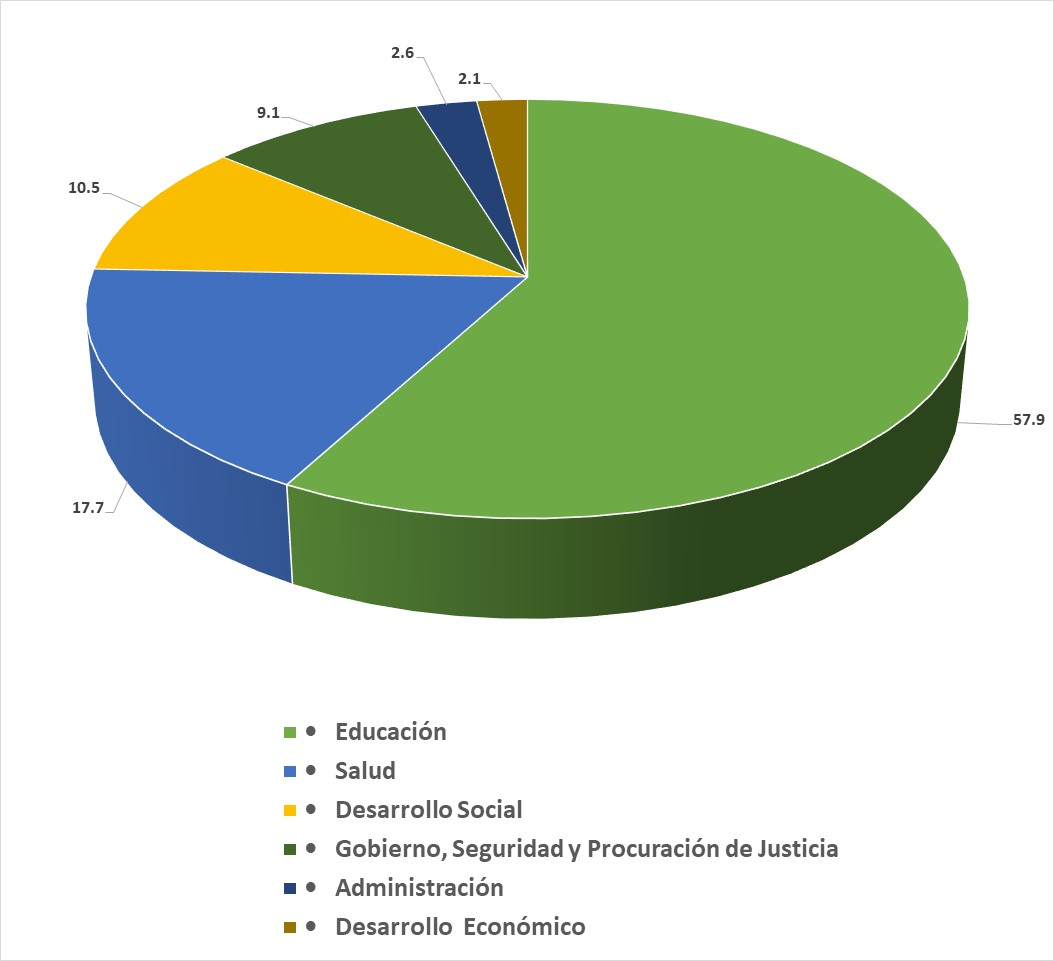 2.6
2.1
9.1
10.5
57.9
17.7
• Educación
• Salud
• Desarrollo Social
• Gobierno, Seguridad y Procuración de Justicia
• Administración
• Desarrollo Económico